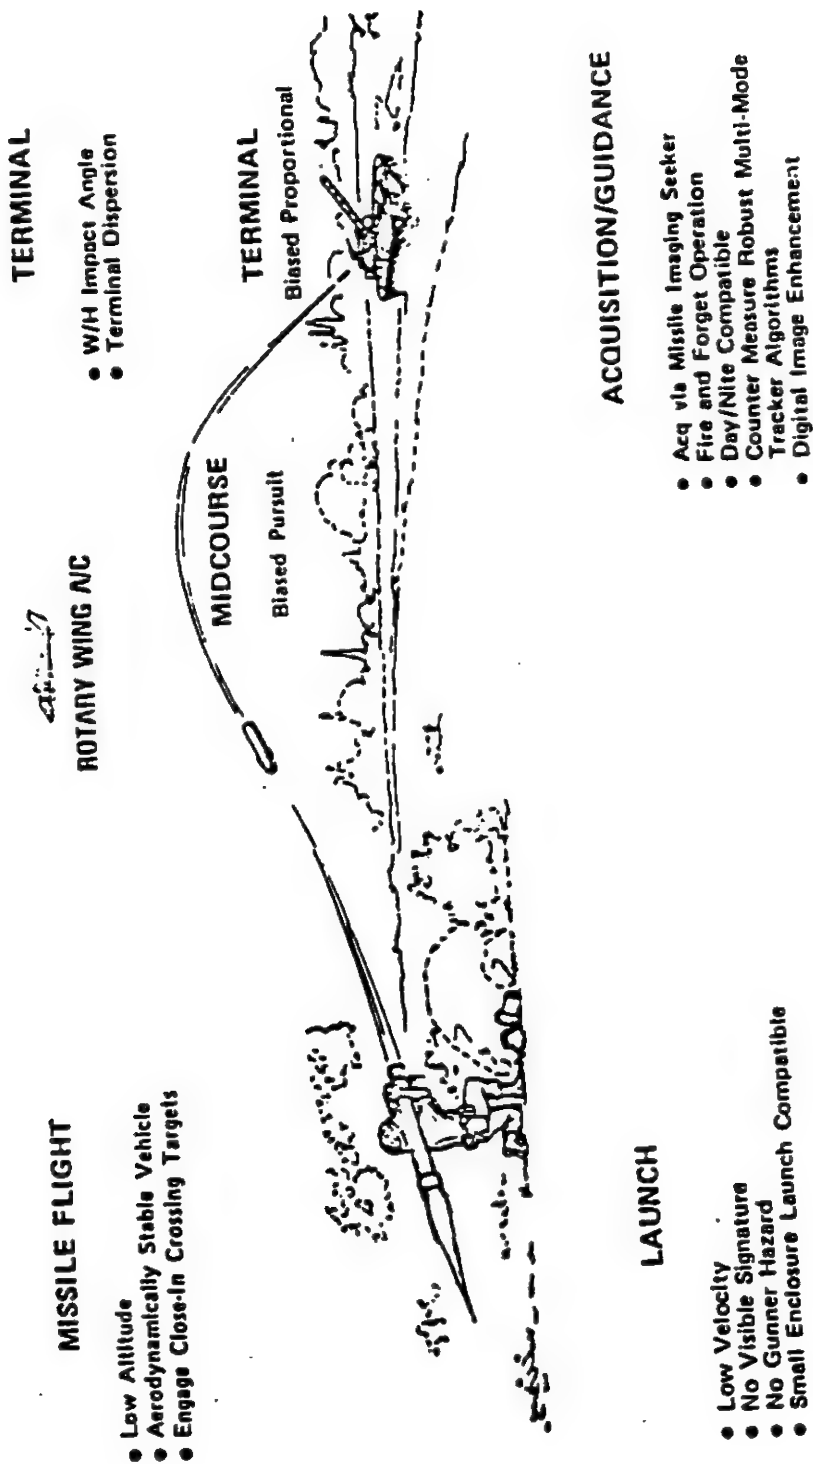 MISSILE FLIGHT
• Low Altitude
• Aerodynamically Stable Vehicle
• Engage Close-In Crossing Targets
ROTARY WING A/C
TERMINAL
• W/H Impact Angle
• Terminal Dispersion
MIDCOURSE
Biased Pursuit
TERMINAL
Biased Proportional
LAUNCH
• Low Velocity
• No Visible Signature
• No Gunner Hazard
• Small Enclosure Launch Compatible
ACQUISITION/GUIDANCE
• Acq via Missile Imaging Seeker
• Fire and Forget Operation
• Day/Nite Compatible
• Counter Measure Robust Multi-Mode
Tracker Algorithms
• Digital Image Enhancement